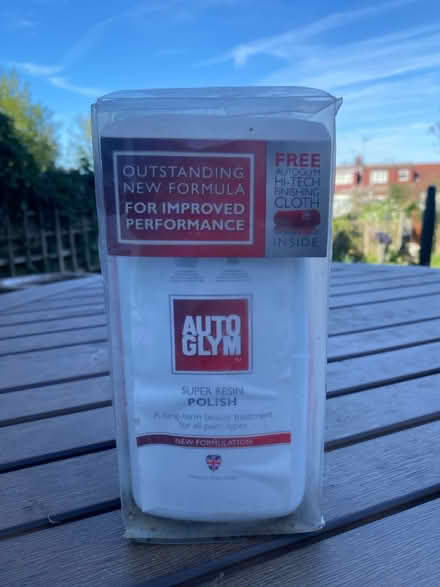 OUTSTANDING
NEW FORMULA
FOR IMPROVED
PERFORMANCE
FREE
AUTOGLYM
HI-TECH
FINISHING
CLOTH
INSIDE
AUTO
GLYM
SUPER RESIN
POLISH
A long-term beauty treatment
for all paint types
NEW FORMULATION